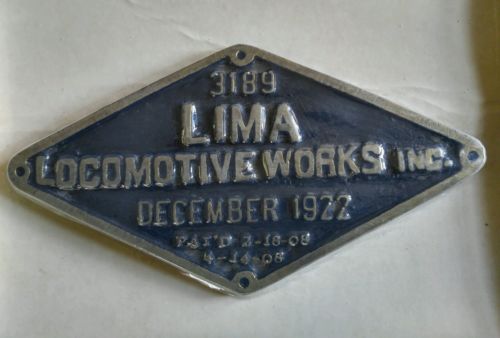 3189
LIMA
LOCOMOTIVE WORKS INC.
DECEMBER 1922
PAT'D 2-18-08
4-14-08